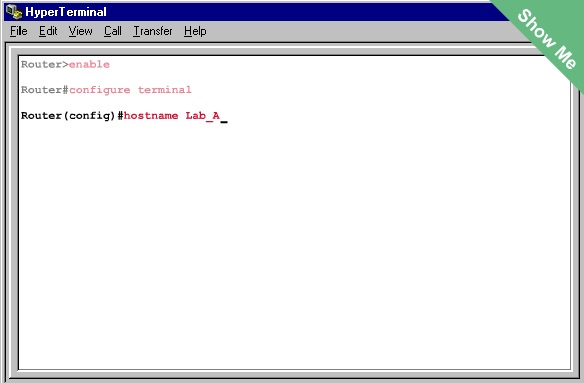 HyperTerminal
File Edit View Call Transfer Help
Show Me
Router>enable
Router#configure terminal
Router(config)#hostname Lab_A_